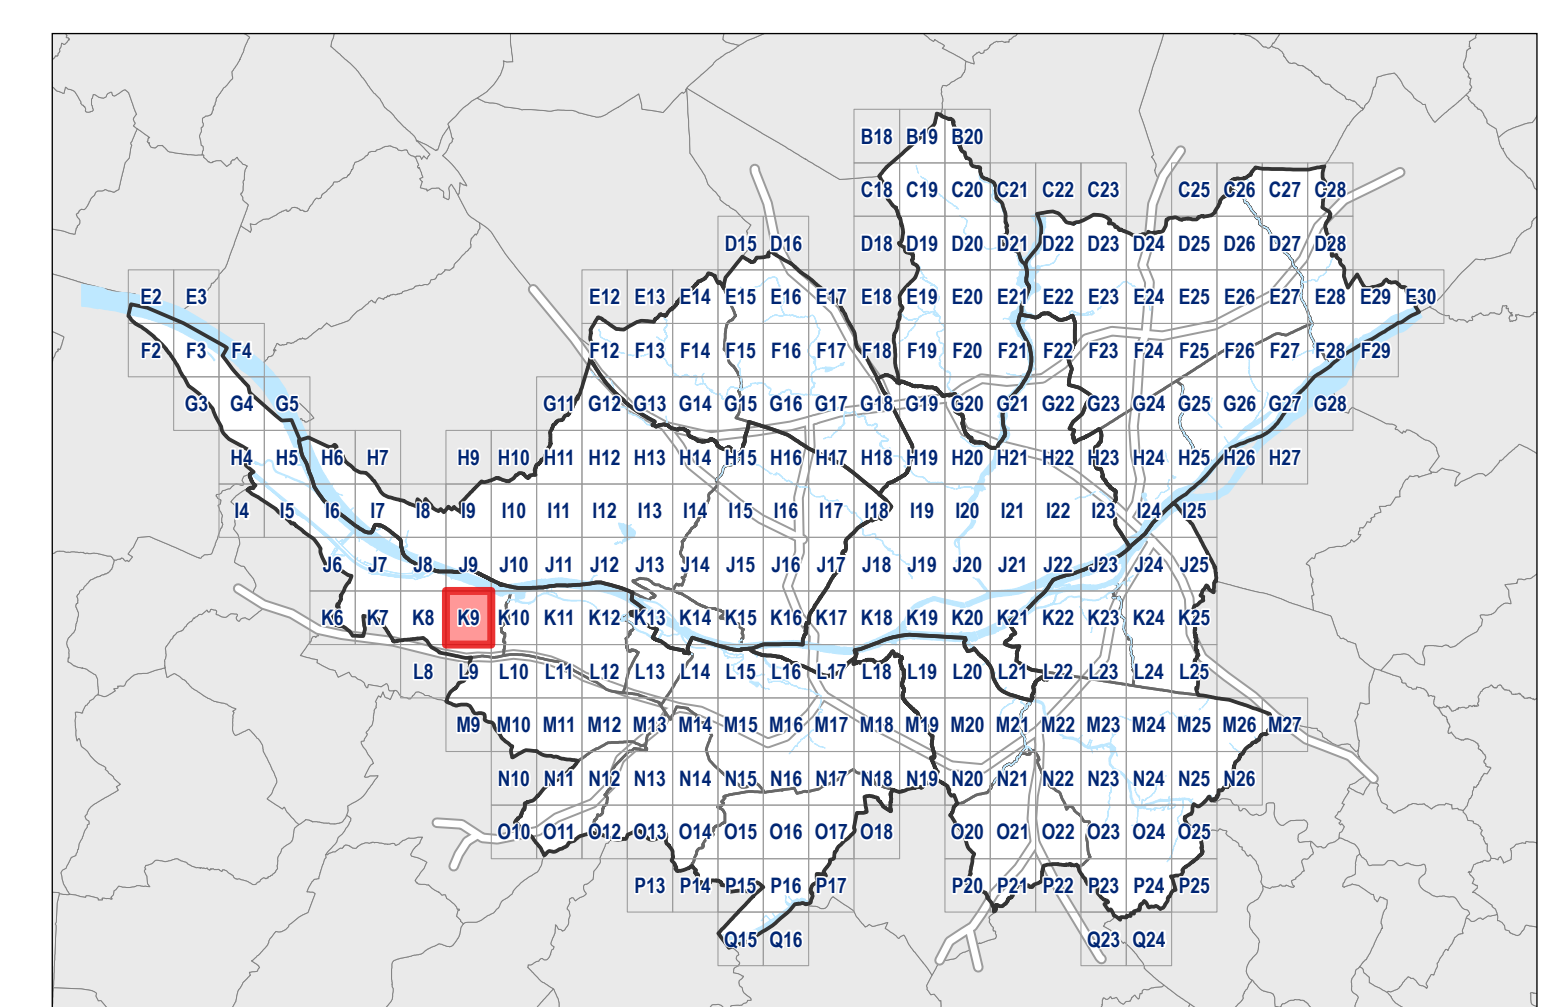 B18 B19 B20
C18 C19 C20 C21 C22 C23 C25 C26 C27 C28
D15 D16 D18 D19 D20 D21 D22 D23 D24 D25 D26 D27 D28
E2 E3 E12 E13 E14 E15 E16 E17 E18 E19 E20 E21 E22 E23 E24 E25 E26 E27 E28 E29 E30
F2 F3 F4 F12 F13 F14 F15 F16 F17 F18 F19 F20 F21 F22 F23 F24 F25 F26 F27 F28 F29
G3 G4 G5 G11 G12 G13 G14 G15 G16 G17 G18 G19 G20 G21 G22 G23 G24 G25 G26 G27 G28
H4 H5 H6 H7 H9 H10 H11 H12 H13 H14 H15 H16 H17 H18 H19 H20 H21 H22 H23 H24 H25 H26 H27
I4 I5 I6 I7 I8 I9 I10 I11 I12 I13 I14 I15 I16 I17 I18 I19 I20 I21 I22 I23 I24 I25
J6 J7 J8 J9 J10 J11 J12 J13 J14 J15 J16 J17 J18 J19 J20 J21 J22 J23 J24 J25
K6 K7 K8 K9 K10 K11 K12 K13 K14 K15 K16 K17 K18 K19 K20 K21 K22 K23 K24 K25
L8 L9 L10 L11 L12 L13 L14 L15 L16 L17 L18 L19 L20 L21 L22 L23 L24 L25
M9 M10 M11 M12 M13 M14 M15 M16 M17 M18 M19 M20 M21 M22 M23 M24 M25 M26 M27
N10 N11 N12 N13 N14 N15 N16 N17 N18 N19 N20 N21 N22 N23 N24 N25 N26
O10 O11 O12 O13 O14 O15 O16 O17 O18 O20 O21 O22 O23 O24 O25
P13 P14 P15 P16 P17 P20 P21 P22 P23 P24 P25
Q15 Q16 Q23 Q24